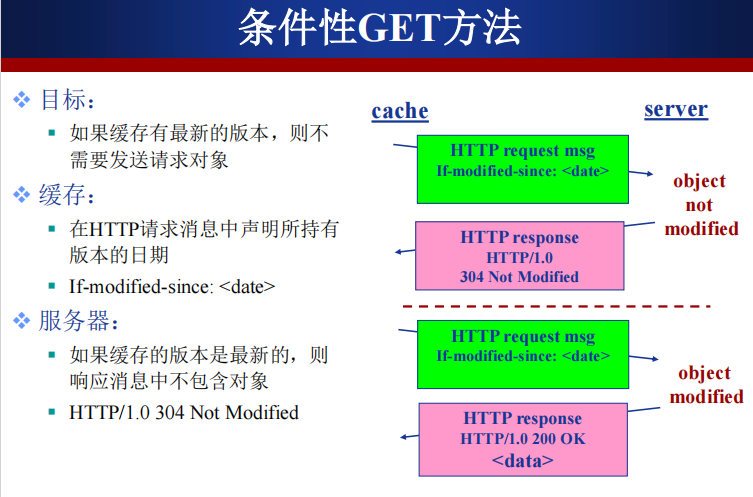 条件性GET方法
目标：
如果缓存有最新的版本，则不
需要发送请求对象
缓存：
在HTTP请求消息中声明所持有
版本的日期
If-modified-since: <date>
服务器：
如果缓存的版本是最新的，则
响应消息中不包含对象
HTTP/1.0 304 Not Modified
cache
server
HTTP request msg
If-modified-since: <date>
object
not
modified
HTTP response
HTTP/1.0
304 Not Modified
HTTP request msg
If-modified-since: <date>
object
modified
HTTP response
HTTP/1.0 200 OK
<data>